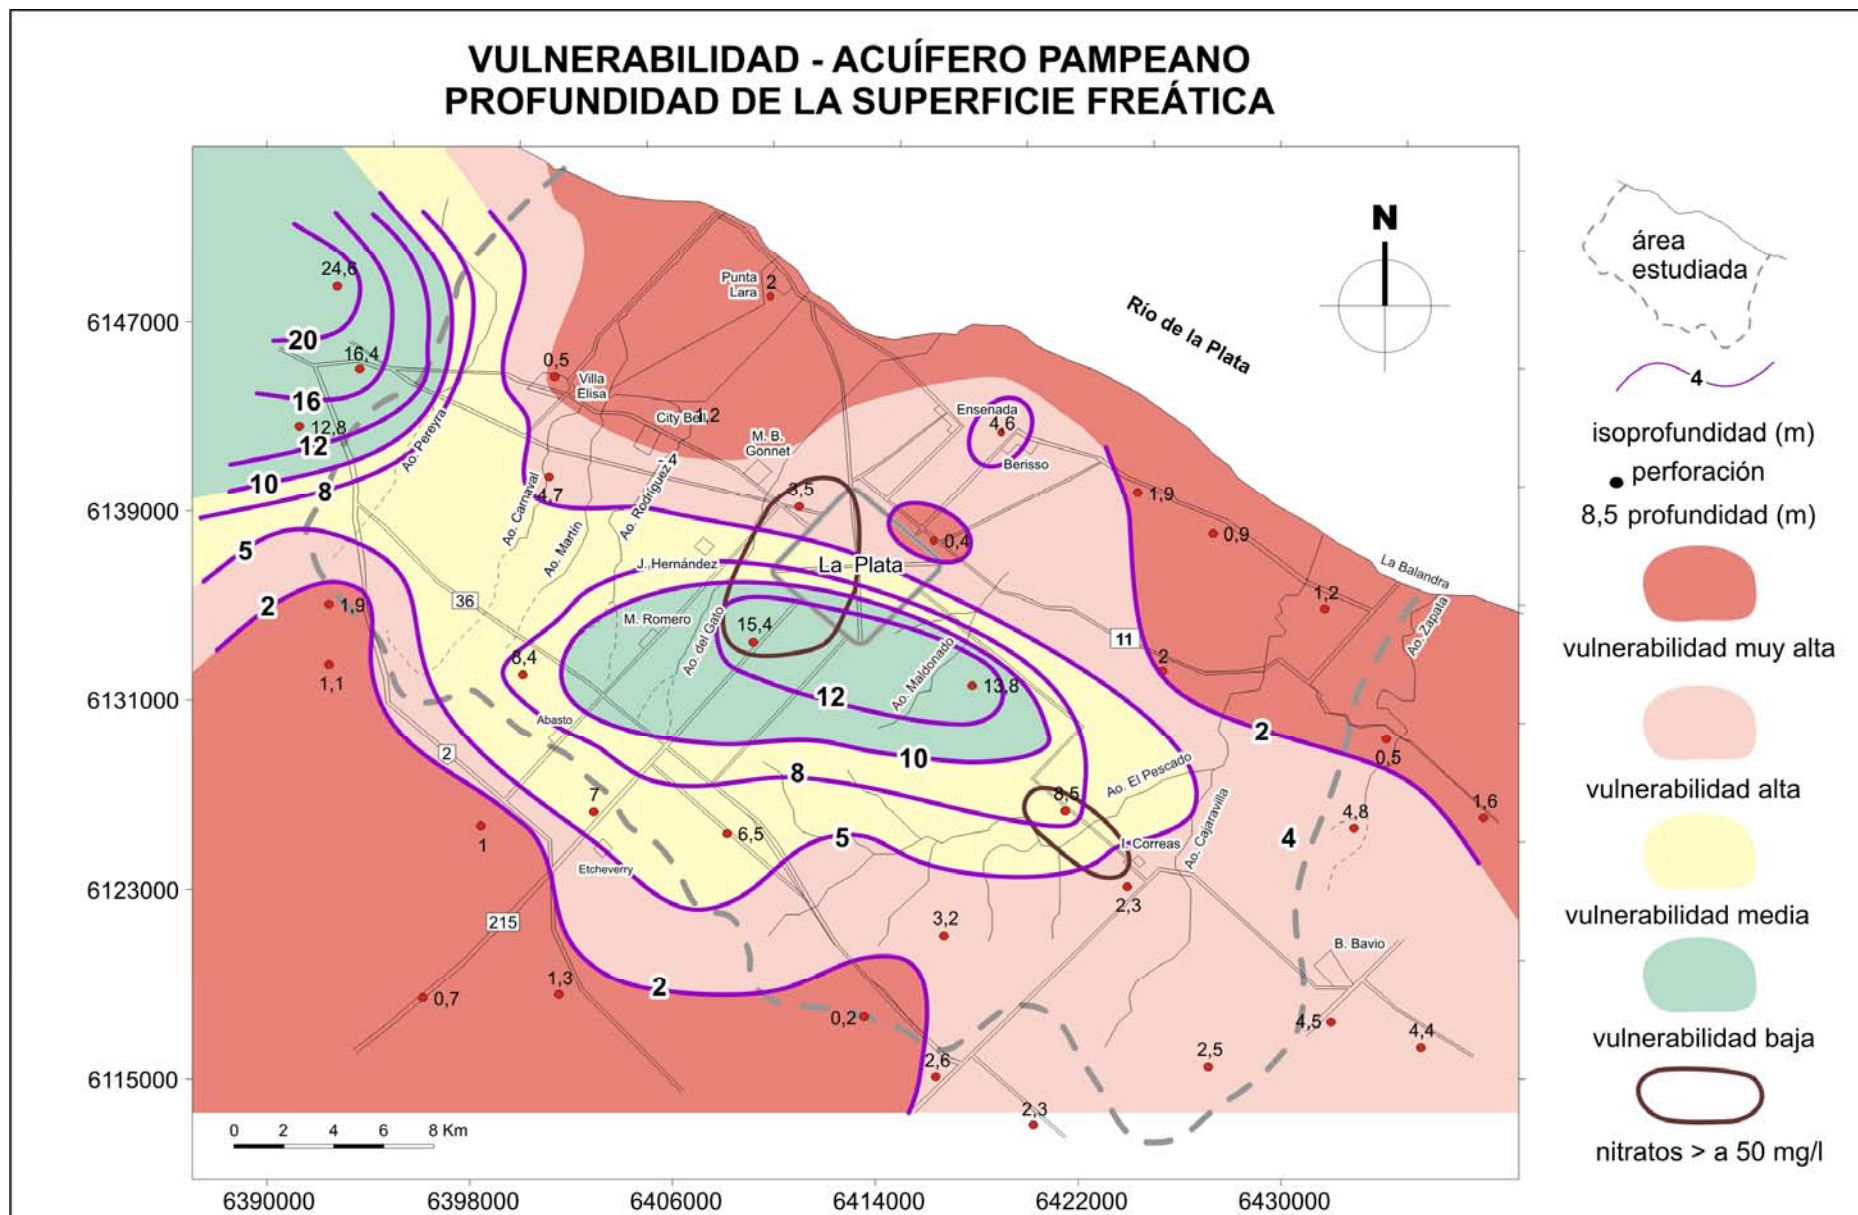 VULNERABILIDAD - ACUÍFERO PAMPEANO
PROFUNDIDAD DE LA SUPERFICIE FREÁTICA
N
Río de la Plata
24,6
20
16,4
16
12,8
12
10
8
5
2
1,9
1,1
Ao. Pereyra
0,5
Villa
Elisa
City Bell
1,2
Punta
Lara
2
M. B.
Gonnet
Ensenada
4,6
Berisso
4,7
Ao. Carnaval
Ao. Martín
Ao. Rodríguez
4
3,5
0,4
1,9
0,9
La Balandra
1,2
Ao. Zapata
La Plata
J. Hernández
36
M. Romero
Ao. del Gato
15,4
8,4
Ao. Maldonado
13,8
12
11
2
2
10
8
Abasto
2
7
6,5
Etcheverry
1
5
8,5
Ao. El Pescado
I. Correas
Ao. Cajaravilla
4
4,8
0,5
1,6
2,3
3,2
215
0,7
1,3
2
0,2
2,6
2,3
2,5
B. Bavio
4,5
4,4
6147000
6139000
6131000
6123000
6115000
0 2 4 6 8 Km
6390000 6398000 6406000 6414000 6422000 6430000
área
estudiada
4
isoprofundidad (m)
perforación
8,5 profundidad (m)
vulnerabilidad muy alta
vulnerabilidad alta
vulnerabilidad media
vulnerabilidad baja
nitratos > a 50 mg/l